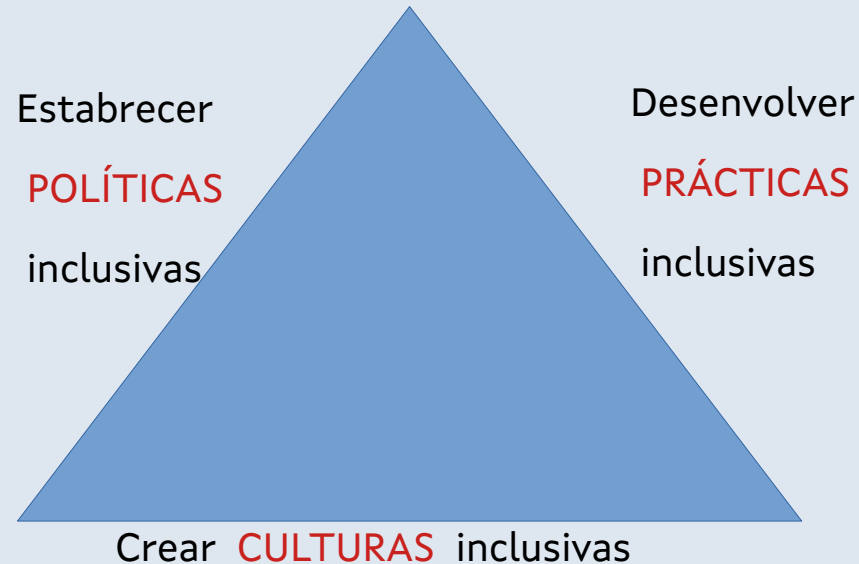 Estabrecer
POLÍTICAS
inclusivas
Desenvolver
PRÁCTICAS
inclusivas
Crear CULTURAS inclusivas